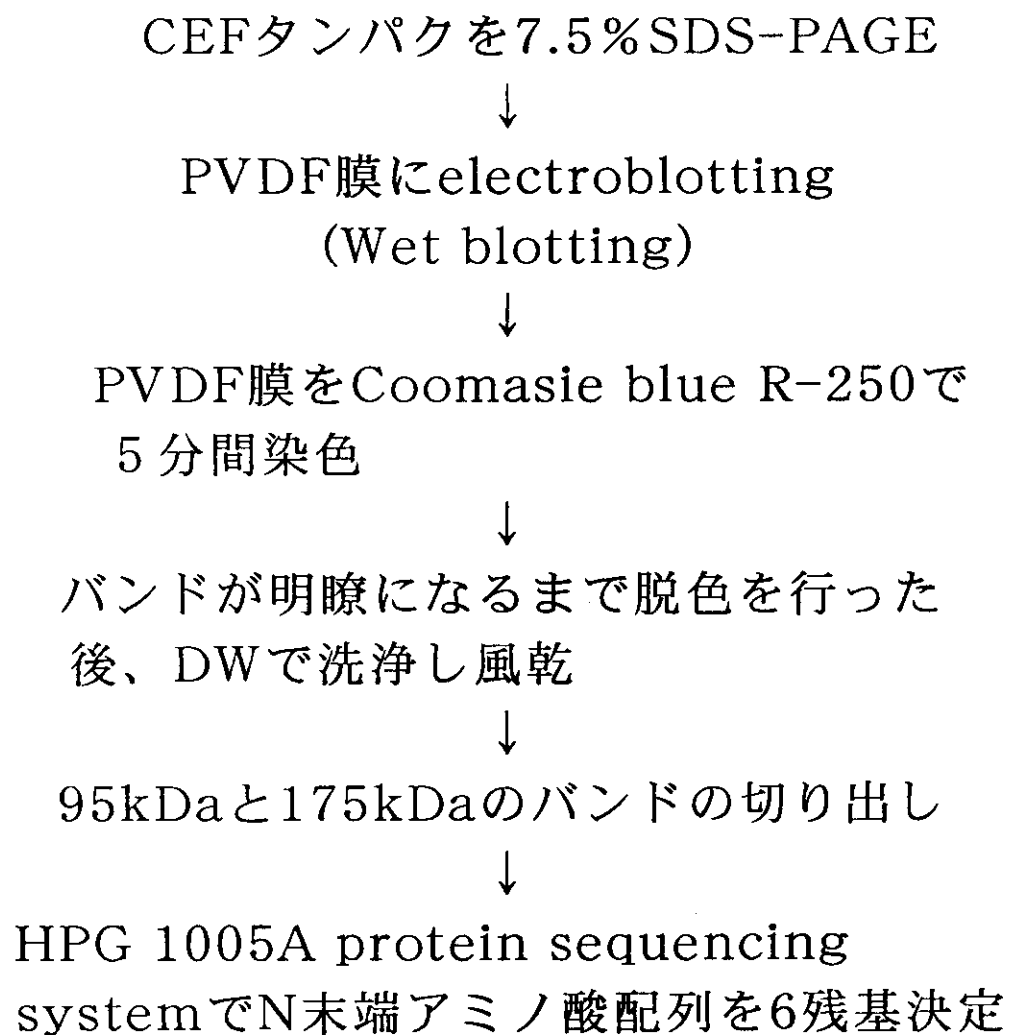 CEFタンパクを7.5%SDS-PAGE
↓
PVDF膜にelectroblotting
(Wet blotting)
↓
PVDF膜をCoomasie blue R-250で
5分間染色
↓
バンドが明瞭になるまで脱色を行った
後、DWで洗浄し風乾
↓
95kDaと175kDaのバンドの切り出し
↓
HPG 1005A protein sequencing
systemでN末端アミノ酸配列を6残基決定